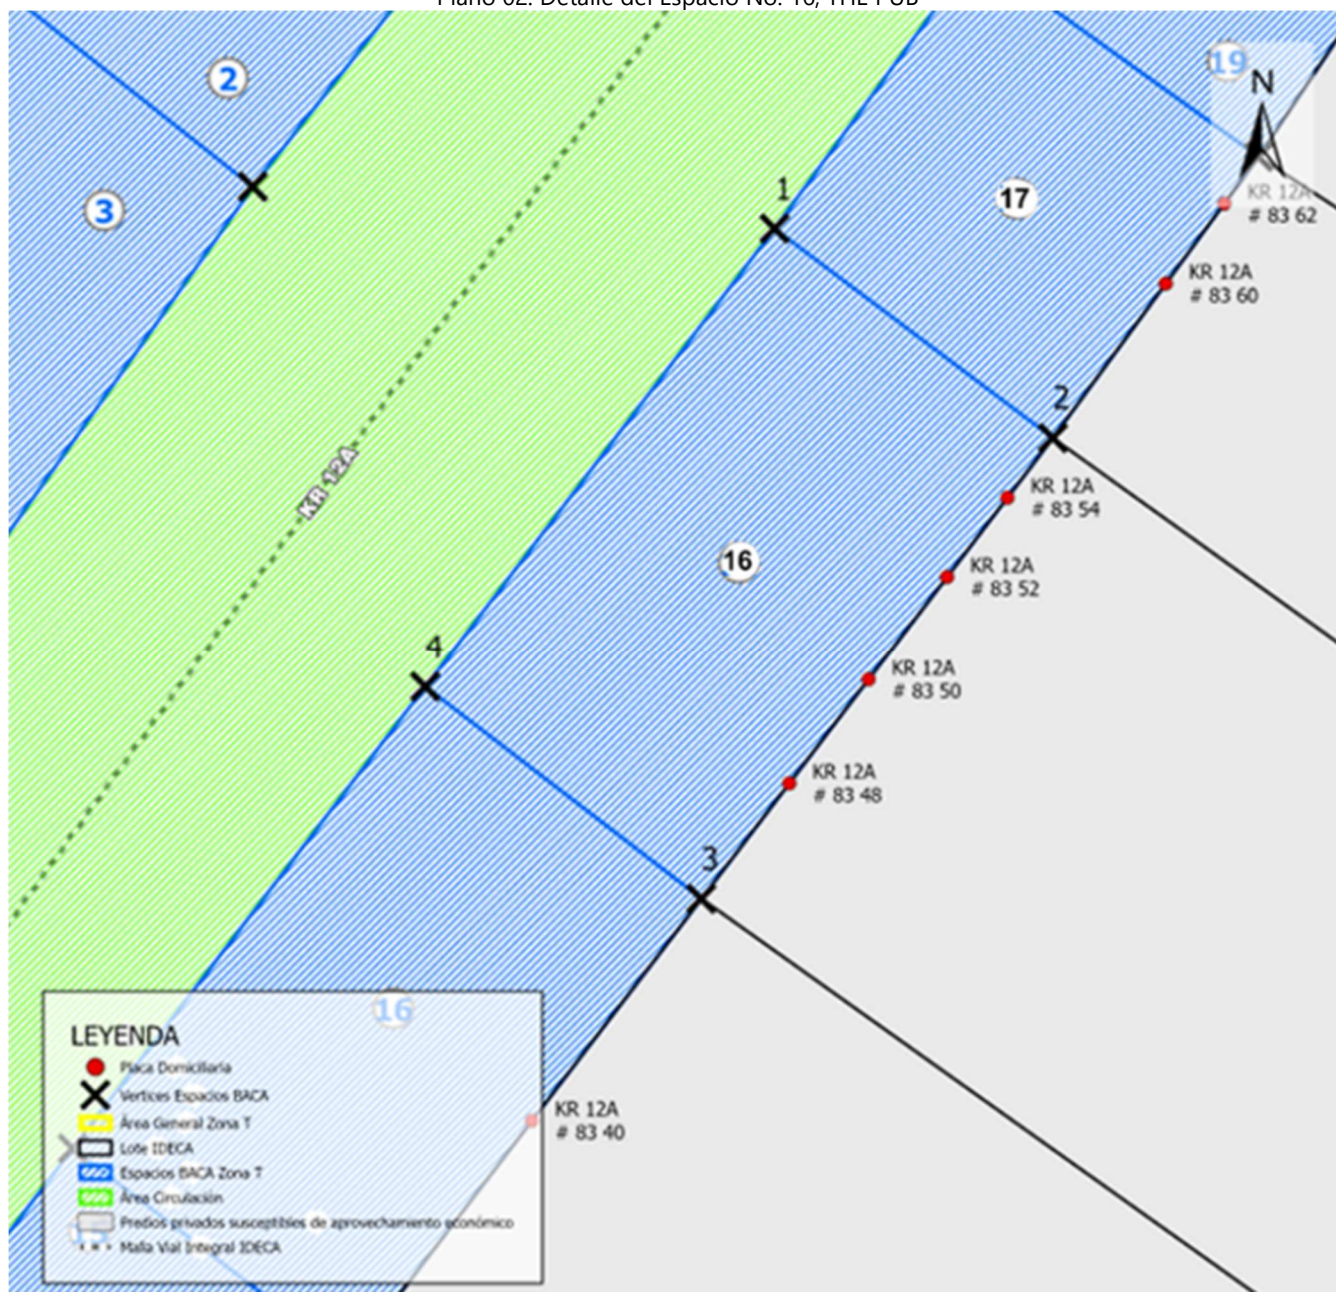 Plano 02. Detalle del Espacio No. 16, THE PUB
2
19
N
3
1
17
KR 12A
# 83 62
KR 12A
# 83 60
2
KR 12A
KR 12A
# 83 54
16
KR 12A
# 83 52
4
KR 12A
# 83 50
KR 12A
# 83 48
3
16
LEYENDA
Placa Domiciliaria
Vertices Espacios BACA
Área General Zona T
Lote IDECA
Espacios BACA Zona T
Área Circulación
Predios privados susceptibles de aprovechamiento económico
Malla Vial Integral IDECA
KR 12A
# 83 40